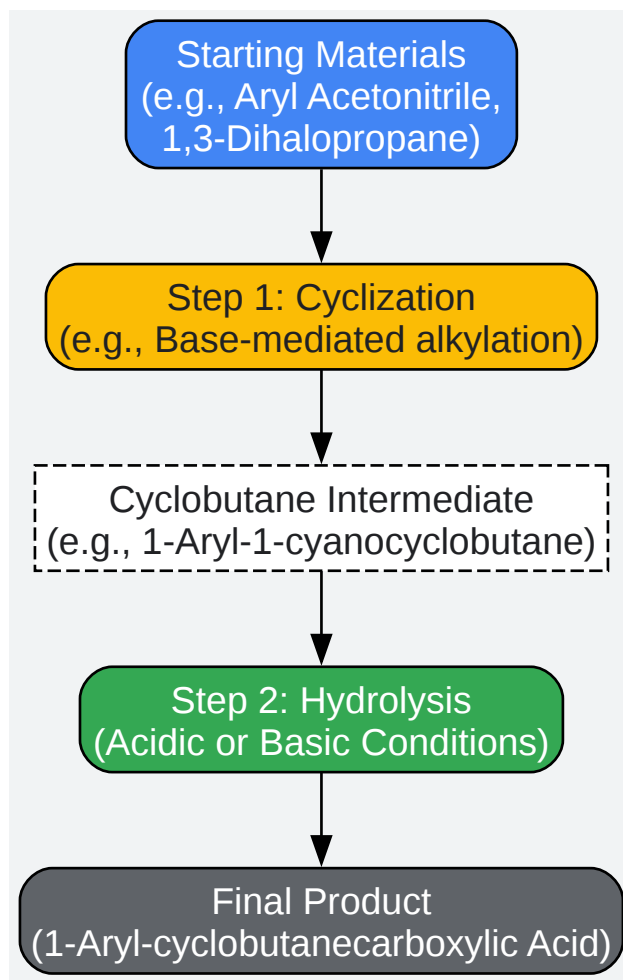 Starting Materials
(e.g., Aryl Acetonitrile,
1,3-Dihalopropane)
Step 1: Cyclization
(e.g., Base-mediated alkylation)
Cyclobutane Intermediate
(e.g., 1-Aryl-1-cyanocyclobutane)
Step 2: Hydrolysis
(Acidic or Basic Conditions)
Final Product
(1-Aryl-cyclobutanecarboxylic Acid)